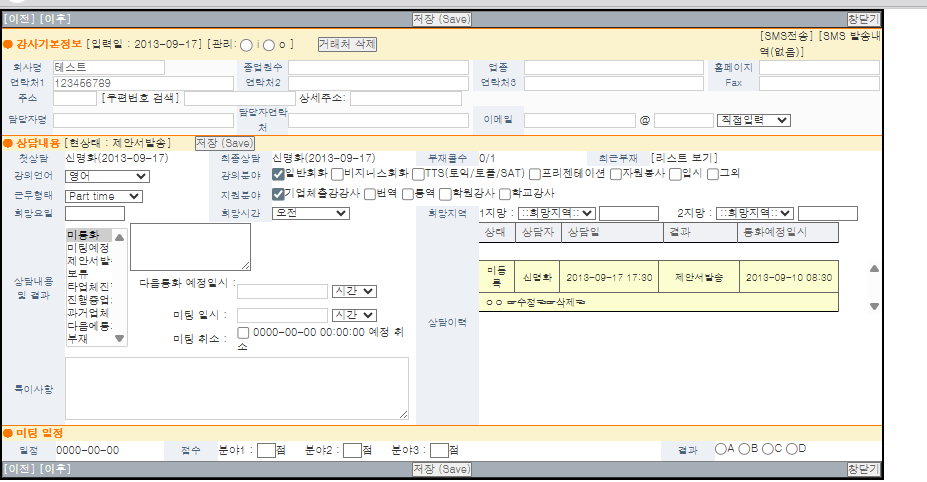 [이전] [이후] 저장 (Save) 창닫기
강사기본정보 [입력일 : 2013-09-17] [관리: i o ] 거래처 삭제 [SMS전송] [SMS 발송내역(없음)]
회사명 테스트 종업원수 업종 홈페이지
연락처1 123456789 연락처2 연락처3 Fax
주소 [우편번호 검색] 상세주소:
담당자명 담당자연락처 이메일 @ 직접입력
상담내용 [현상태 : 제안서발송] 저장 (Save)
첫상담 신명화(2013-09-17) 최종상담 신명화(2013-09-17) 부재콜수 0/1 최근부재 [리스트 보기]
강의언어 영어 강의분야 일반회화 비지니스회화 TTS(토익/토플/SAT) 프리젠테이션 자원봉사 입시 그외
근무형태 Part time 지원분야 기업체출강강사 번역 통역 학원강사 학교강사
희망요일 희망시간 오전 희망지역 1지망 : ::희망지역:: 2지망 : ::희망지역::
상담내용 및 결과
미통화
미팅예정
제안서발
보류
타업체진
진행중업
과거업체
다음에통
부재
다음통화 예정일시 : 시간
미팅 일시 : 시간
미팅 취소 : 0000-00-00 00:00:00 예정 취소
상담이력
상태 상담자 상담일 결과 통화예정일시
미등록 신명화 2013-09-17 17:30 제안서발송 2013-09-10 08:30
ㅇㅇ ☞수정☜☞삭제☜
특이사항
미팅 일정
일정 0000-00-00 점수 분야1 : 점 분야2 : 점 분야3 : 점 결과 A B C D
[이전] [이후] 저장 (Save) 창닫기